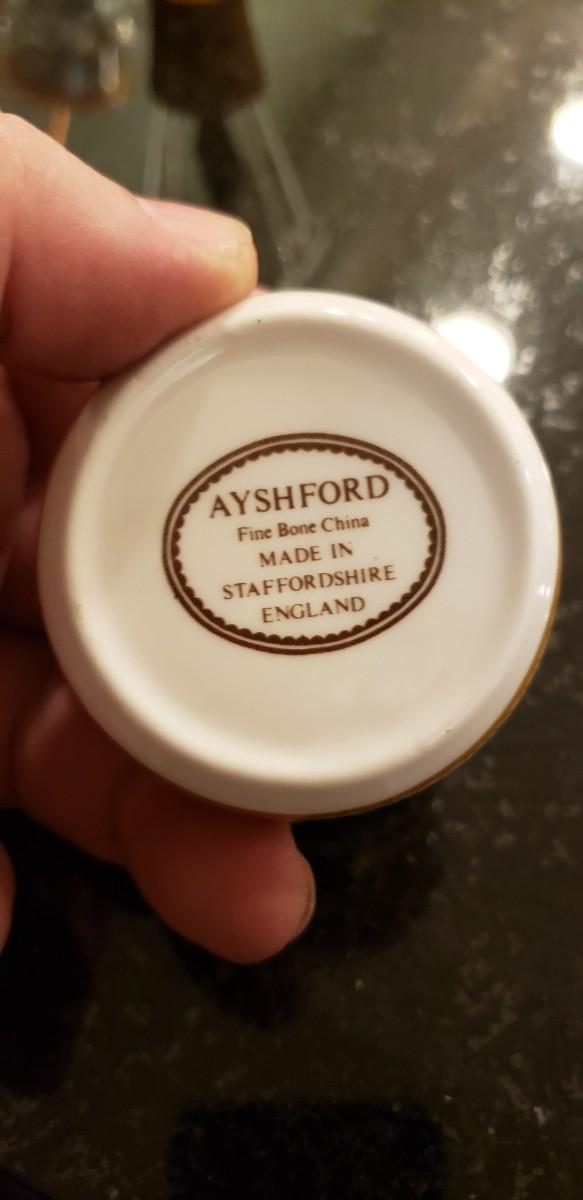 AYSHFORD
Fine Bone China
MADE IN
STAFFORDSHIRE
ENGLAND